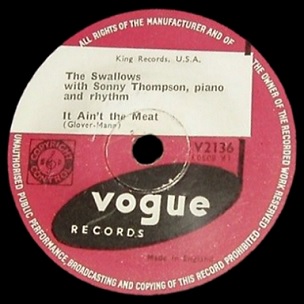 ALL RIGHTS OF THE MANUFACTURER AND OF THE OWNER OF THE RECORDED WORK RESERVED
UNAUTHORISED PUBLIC PERFORMANCE, BROADCASTING AND COPYING OF THIS RECORD PROHIBITED
King Records, U.S.A.
The Swallows
with Sonny Thompson, piano
and rhythm
It Ain't the Meat
(Glover-Mann)
V2136
COPYRIGHT
CONTROL
vogue
RECORDS
Made in England